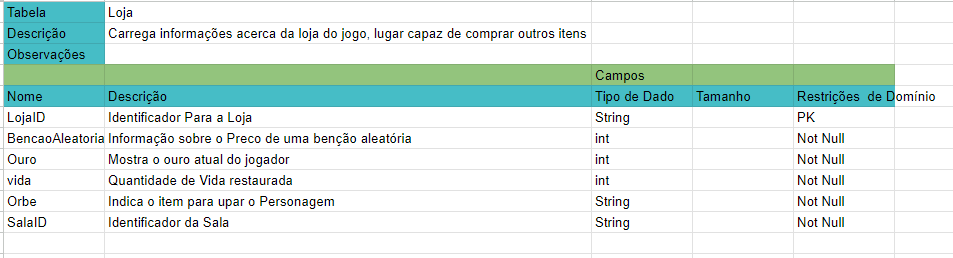 Tabela Loja
Descrição Carrega informações acerca da loja do jogo, lugar capaz de comprar outros itens
Observações
Campos
Nome Descrição Tipo de Dado Tamanho Restrições de Domínio
LojaID Identificador Para a Loja String PK
BencaoAleatoria Informação sobre o Preco de uma benção aleatória int Not Null
Ouro Mostra o ouro atual do jogador int Not Null
vida Quantidade de Vida restaurada int Not Null
Orbe Indica o item para upar o Personagem String Not Null
SalaID Identificador da Sala String Not Null